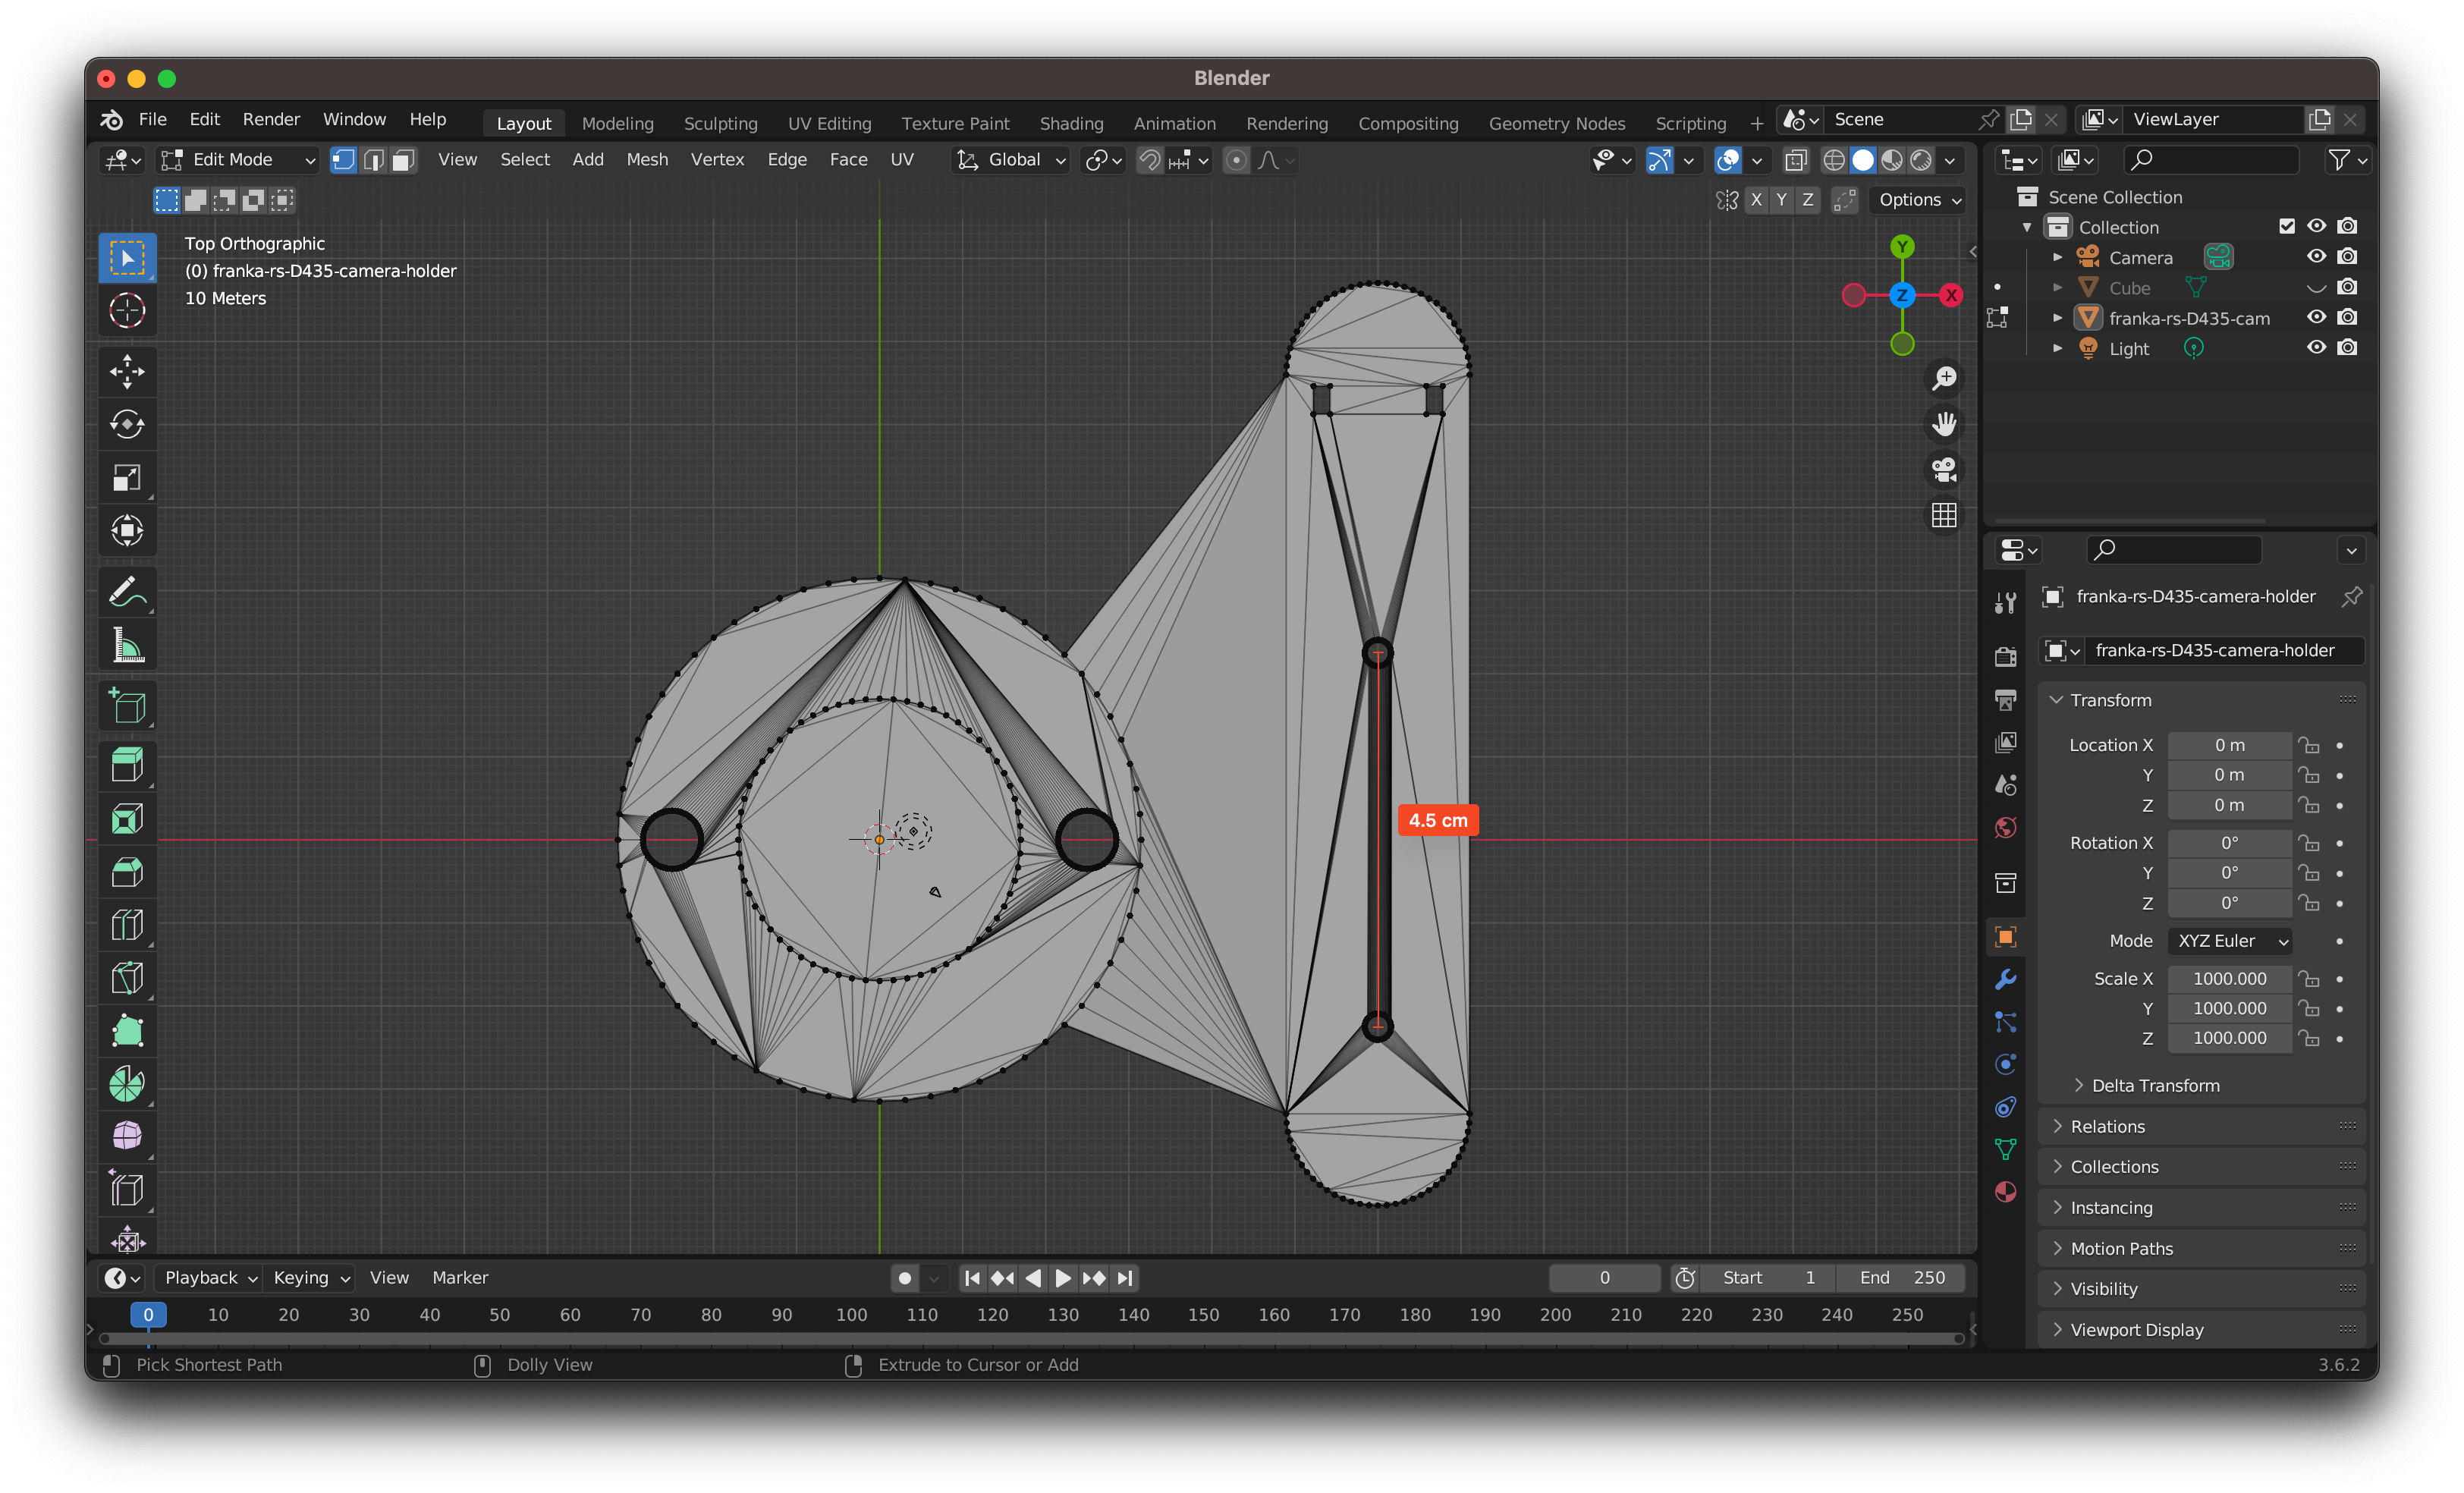 Blender
File Edit Render Window Help Layout Modeling Sculpting UV Editing Texture Paint Shading Animation Rendering Compositing Geometry Nodes Scripting + Scene ViewLayer
Edit Mode View Select Add Mesh Vertex Edge Face UV Global
X Y Z Options
Top Orthographic
(0) franka-rs-D435-camera-holder
10 Meters
Y
Z X
4.5 cm
Scene Collection
Collection
Camera
Cube
franka-rs-D435-cam
Light
franka-rs-D435-camera-holder
franka-rs-D435-camera-holder
Transform
Location X 0 m
Y 0 m
Z 0 m
Rotation X 0°
Y 0°
Z 0°
Mode XYZ Euler
Scale X 1000.000
Y 1000.000
Z 1000.000
Delta Transform
Relations
Collections
Instancing
Motion Paths
Visibility
Viewport Display
Playback Keying View Marker 0 Start 1 End 250
0 10 20 30 40 50 60 70 80 90 100 110 120 130 140 150 160 170 180 190 200 210 220 230 240 250
Pick Shortest Path Dolly View Extrude to Cursor or Add 3.6.2